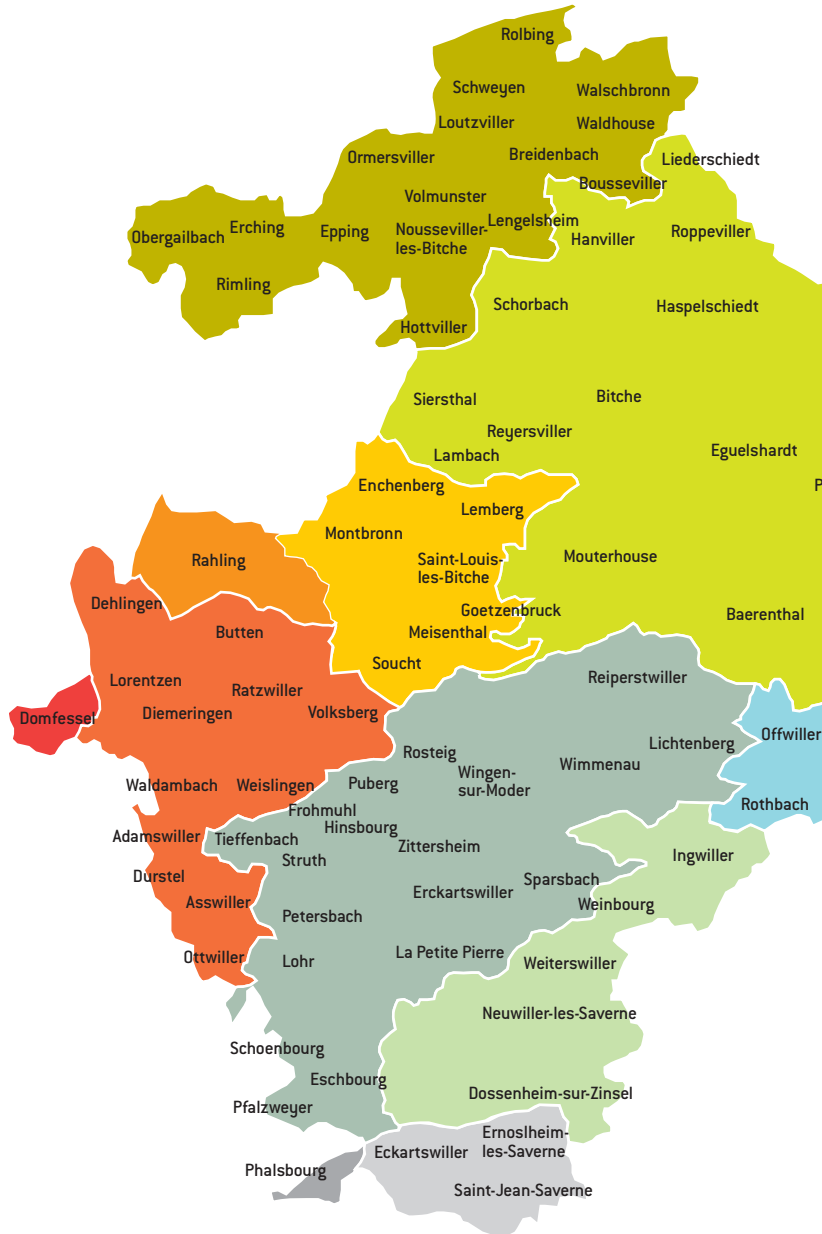 Rolbing
Schweyen
Walschbronn
Loutzviller
Waldhouse
Ormersviller
Breidenbach
Liederschiedt
Bousseviller
Volmunster
Lengelsheim
Erching
Epping
Nousseviller-
les-Bitche
Obergailbach
Hanviller
Roppeviller
Rimling
Schorbach
Haspelschiedt
Hottviller
Siersthal
Bitche
Reyersviller
Lambach
Eguelshardt
Enchenberg
P
Lemberg
Montbronn
Rahling
Saint-Louis-
les-Bitche
Mouterhouse
Dehlingen
Goetzenbruck
Baerenthal
Butten
Meisenthal
Soucht
Reiperstwiller
Lorentzen
Ratzwiller
Domfessel
Diemeringen
Volksberg
Offwiller
Lichtenberg
Rosteig
Wingen-
sur-Moder
Wimmenau
Waldambach
Weislingen
Puberg
Rothbach
Frohmuhl
Hinsbourg
Adamswiller
Tieffenbach
Zittersheim
Struth
Ingwiller
Durstel
Sparsbach
Asswiller
Erckartswiller
Weinbourg
Petersbach
Ottwiller
Lohr
La Petite Pierre
Weiterswiller
Neuwiller-les-Saverne
Schoenbourg
Eschbourg
Dossenheim-sur-Zinsel
Pfalzweyer
Ernoslheim-
les-Saverne
Eckartswiller
Phalsbourg
Saint-Jean-Saverne